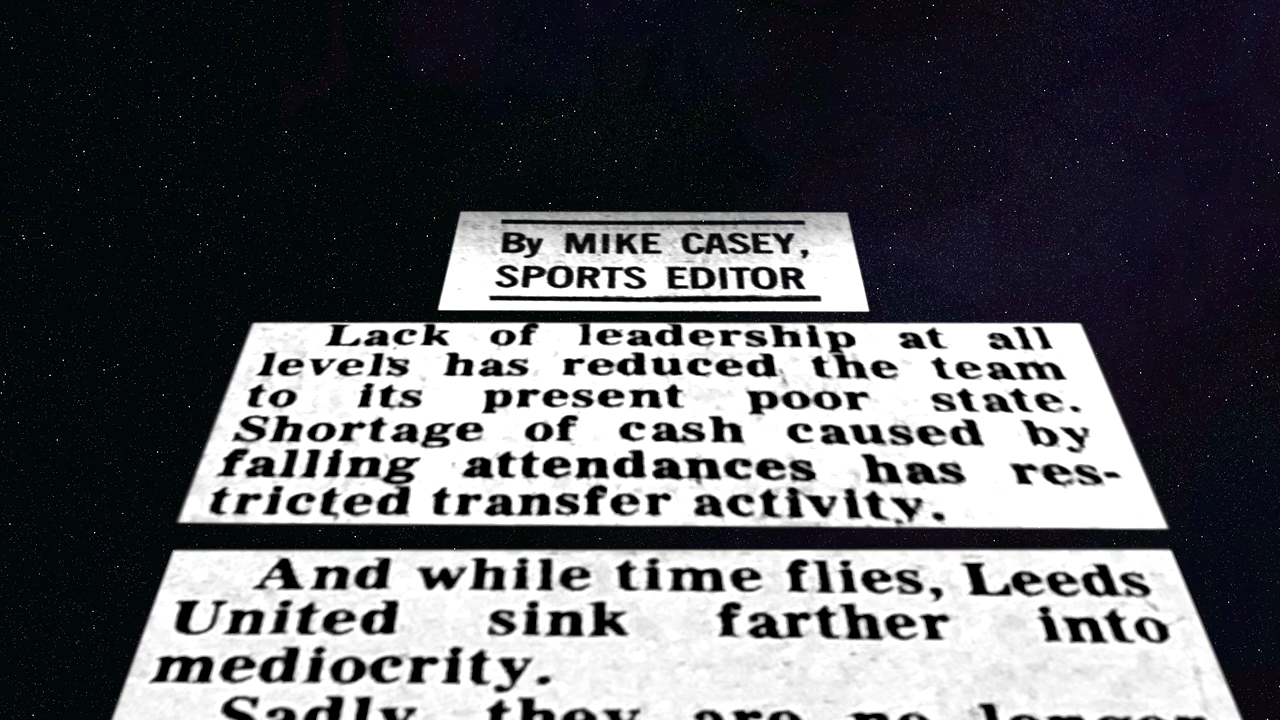 By MIKE CASEY,
SPORTS EDITOR
Lack of leadership at all
levels has reduced the team
to its present poor state.
Shortage of cash caused by
falling attendances has res-
tricted transfer activity.
And while time flies, Leeds
United sink farther into
mediocrity.
Sadly they are no longer